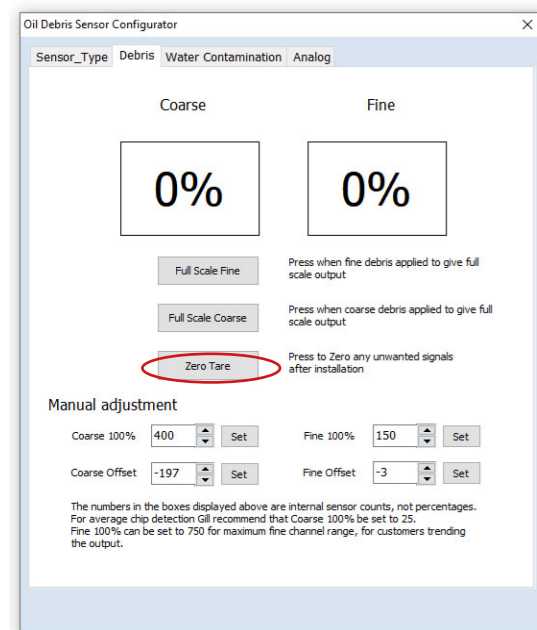 Oil Debris Sensor Configurator
Sensor_Type Debris Water Contamination Analog
Coarse Fine
0% 0%
Full Scale Fine Press when fine debris applied to give full
scale output
Full Scale Coarse Press when coarse debris applied to give full
scale output
Zero Tare Press to Zero any unwanted signals
after installation
Manual adjustment
Coarse 100% 400 Set Fine 100% 150 Set
Coarse Offset -197 Set Fine Offset -3 Set
The numbers in the boxes displayed above are internal sensor counts, not percentages.
For average chip detection Gill recommend that Coarse 100% be set to 25.
Fine 100% can be set to 750 for maximum fine channel range, for customers trending
the output.